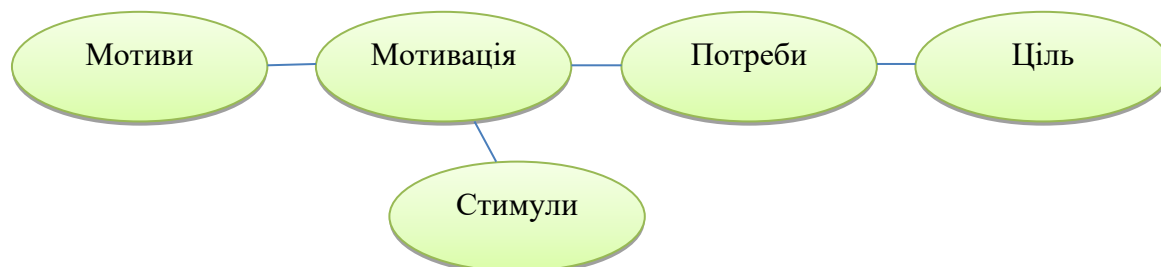 Мотиви
Мотивація
Потреби
Ціль
Стимули